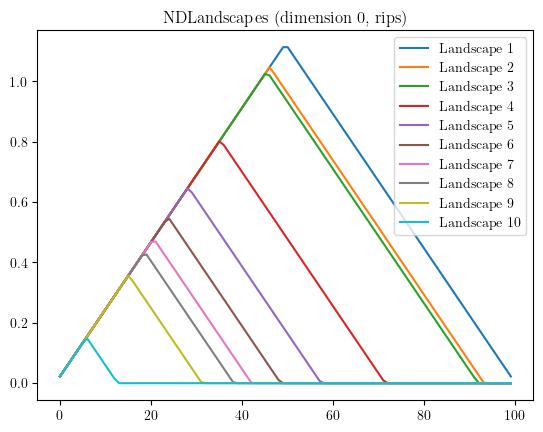 NDLandscapes (dimension 0, rips)
Landscape 1
Landscape 2
Landscape 3
Landscape 4
Landscape 5
Landscape 6
Landscape 7
Landscape 8
Landscape 9
Landscape 10
1.0
0.8
0.6
0.4
0.2
0.0
0 20 40 60 80 100